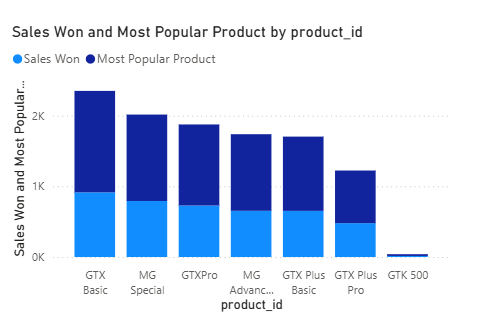 Sales Won and Most Popular Product by product_id
Sales Won Most Popular Product
Sales Won and Most Popular...
2K
1K
0K
GTX Basic
MG Special
GTXPro
MG Advanc...
GTX Plus Basic
GTX Plus Pro
GTK 500
product_id